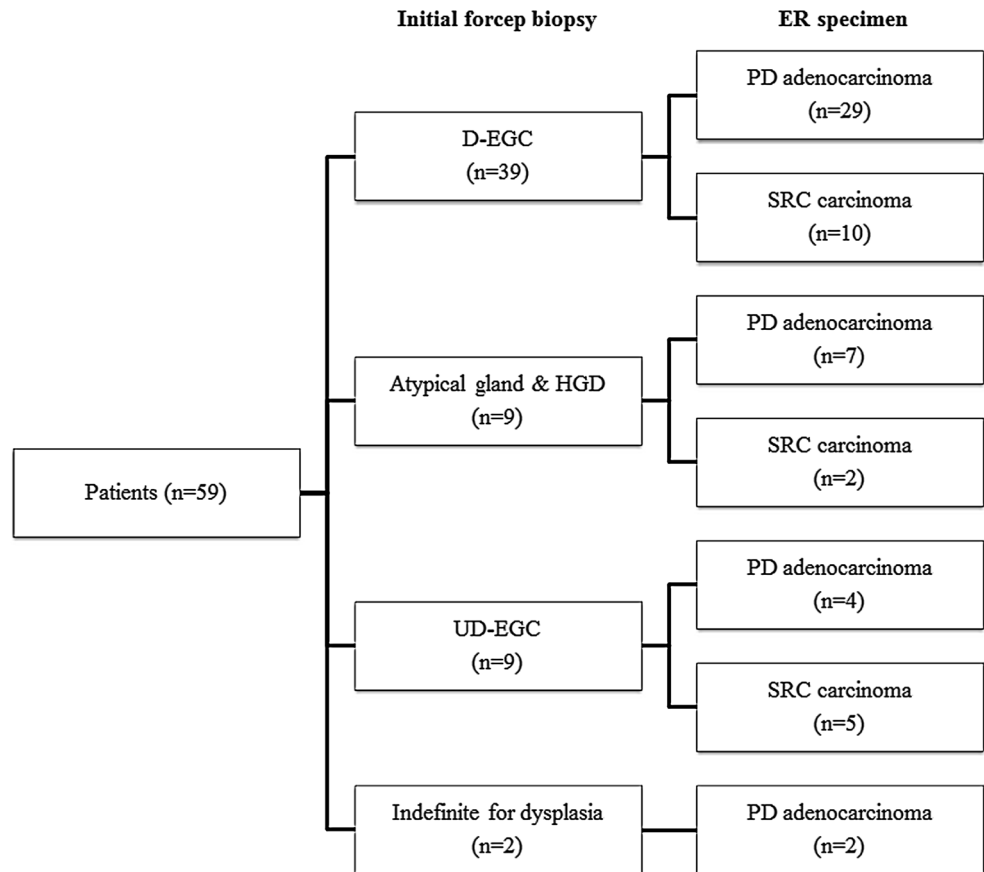 Initial forcep biopsy
ER specimen
Patients (n=59)
D-EGC
(n=39)
PD adenocarcinoma
(n=29)
SRC carcinoma
(n=10)
Atypical gland & HGD
(n=9)
PD adenocarcinoma
(n=7)
SRC carcinoma
(n=2)
UD-EGC
(n=9)
PD adenocarcinoma
(n=4)
SRC carcinoma
(n=5)
Indefinite for dysplasia
(n=2)
PD adenocarcinoma
(n=2)